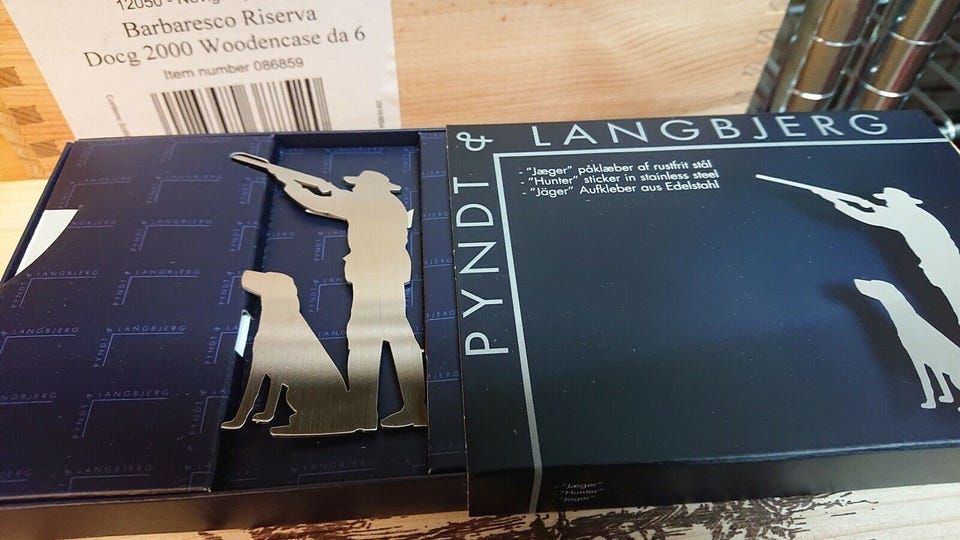 12050 -
Barbaresco Riserva
Docg 2000 Woodencase da 6
Item number 086859
PYNDT & LANGBJERG
- "Jæger" påklæber af rustfrit stål
- "Hunter" sticker in stainless steel
- "Jäger" Aufkleber aus Edelstahl
"Jæger"
"Hunter"
"Jäger"
PYNDT & LANGBJERG